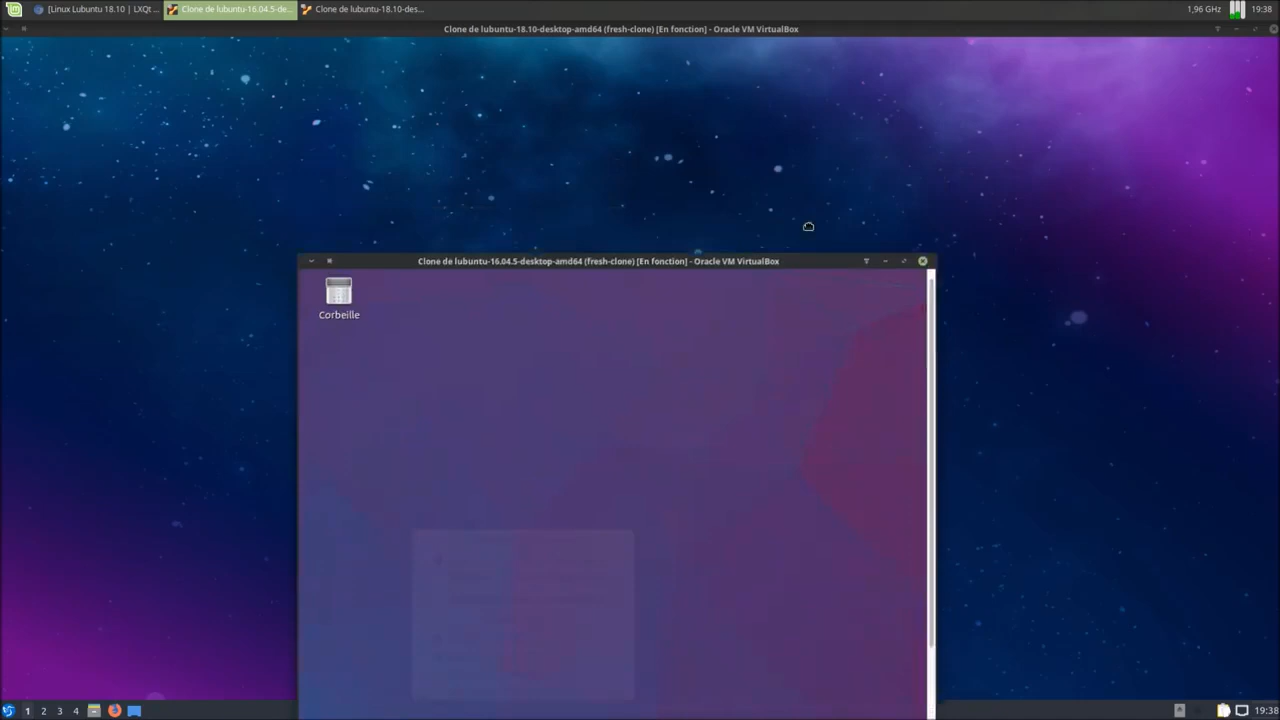 [Linux Lubuntu 18.10 | LXQt ...
Clone de lubuntu-16.04.5-de...
Clone de lubuntu-18.10-des...
1,96 GHz
19:38
Clone de lubuntu-18.10-desktop-amd64 (fresh-clone) [En fonction] - Oracle VM VirtualBox
Clone de lubuntu-16.04.5-desktop-amd64 (fresh-clone) [En fonction] - Oracle VM VirtualBox
Corbeille
1 2 3 4
19:38